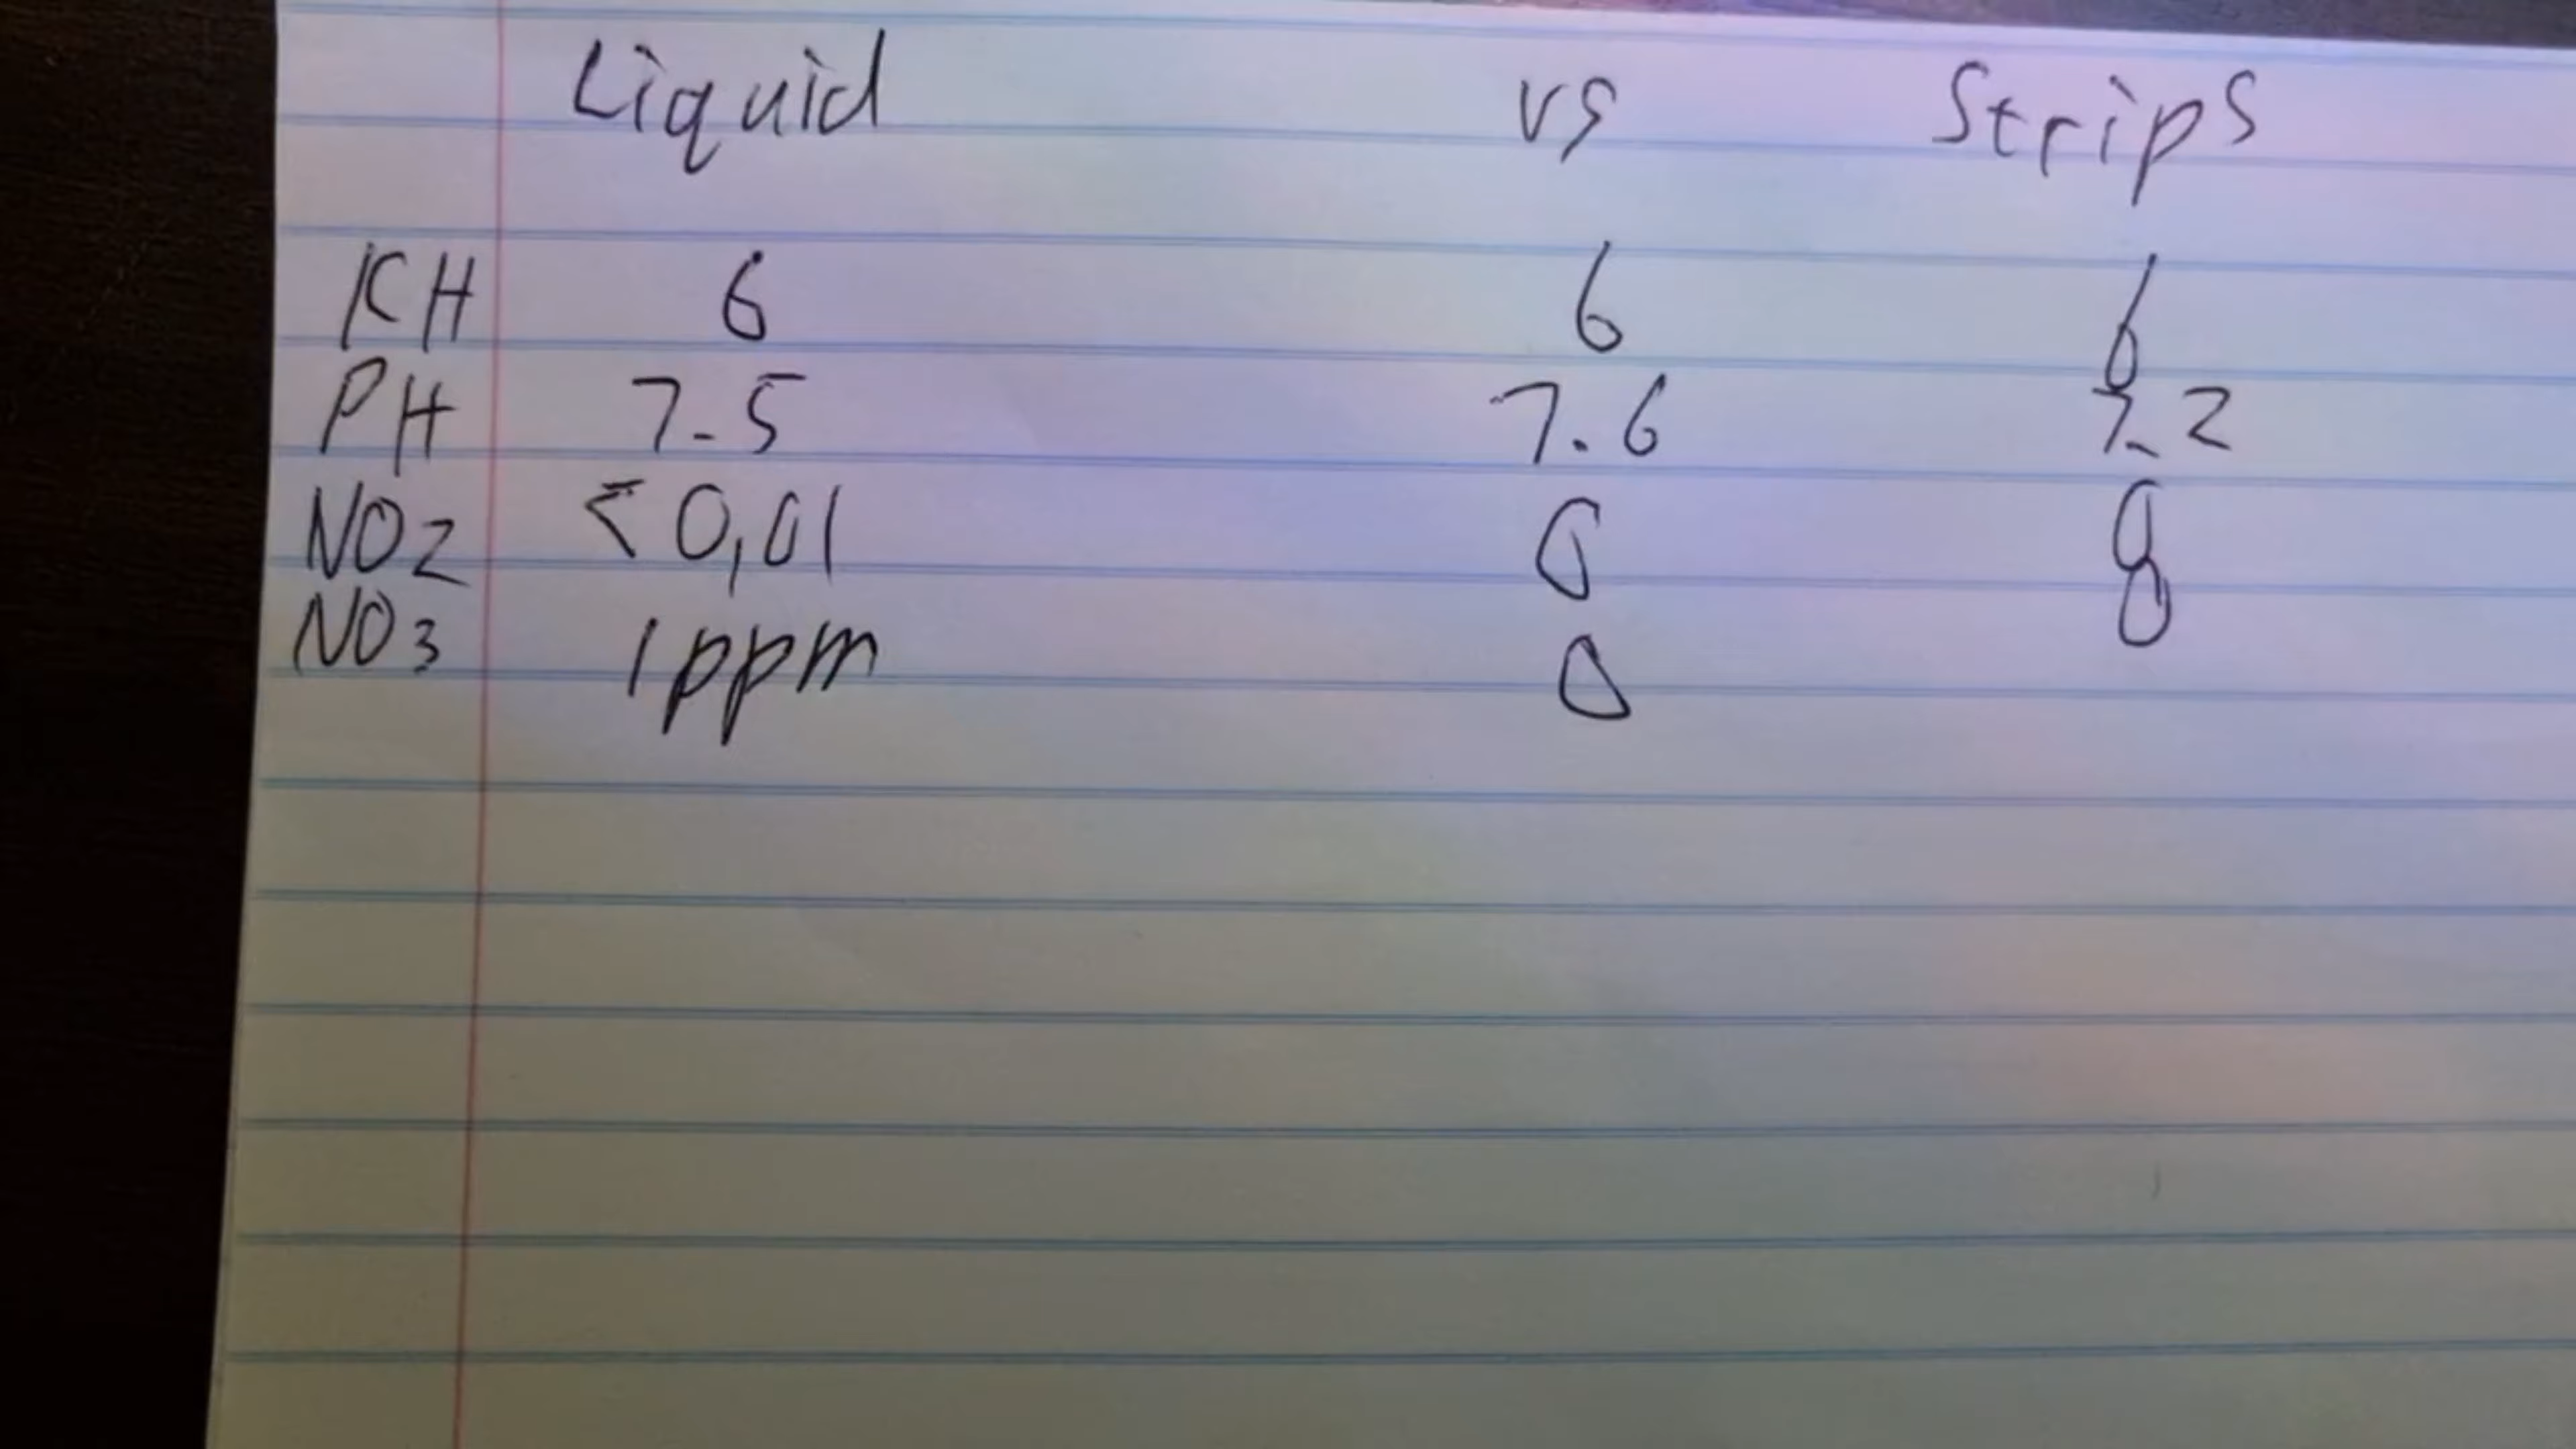 Liquid vs Strips
KH 6 6 6
PH 7.5 7.6 7.2
NO2 ≤ 0,01 0 0
NO3 1ppm 0 0